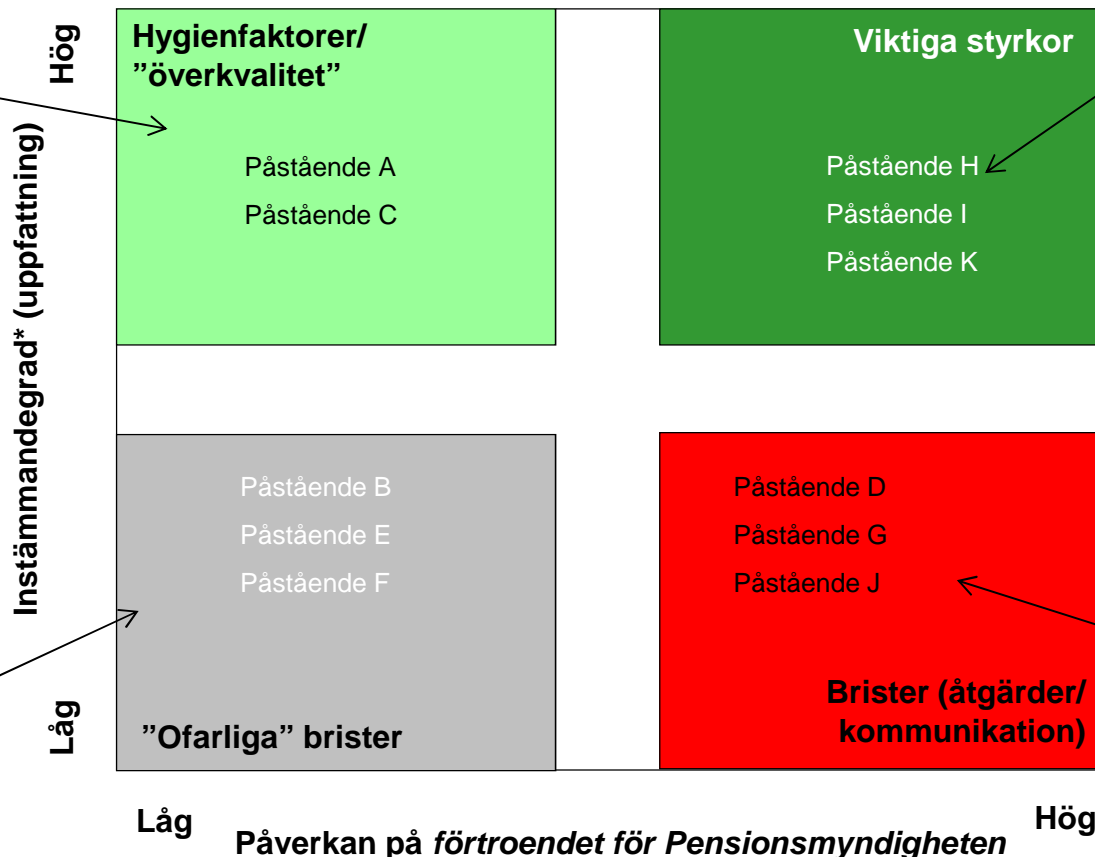 Hög
Instämmandegrad* (uppfattning)
Låg
Hygienfaktorer/
”överkvalitet”
Påstående A
Påstående C
Viktiga styrkor
Påstående H
Påstående I
Påstående K
Påstående B
Påstående E
Påstående F
”Ofarliga” brister
Påstående D
Påstående G
Påstående J
Brister (åtgärder/
kommunikation)
Låg
Hög
Påverkan på förtroendet för Pensionsmyndigheten